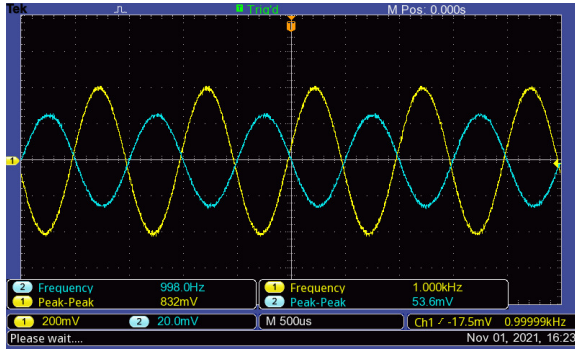 Tek Trig'd M Pos: 0.000s
T
1
2 Frequency 998.0Hz 1 Frequency 1.000kHz
1 Peak-Peak 832mV 2 Peak-Peak 53.6mV
1 200mV 2 20.0mV M 500us Ch1 / -17.5mV 0.99999kHz
Please wait.... Nov 01, 2021, 16:23